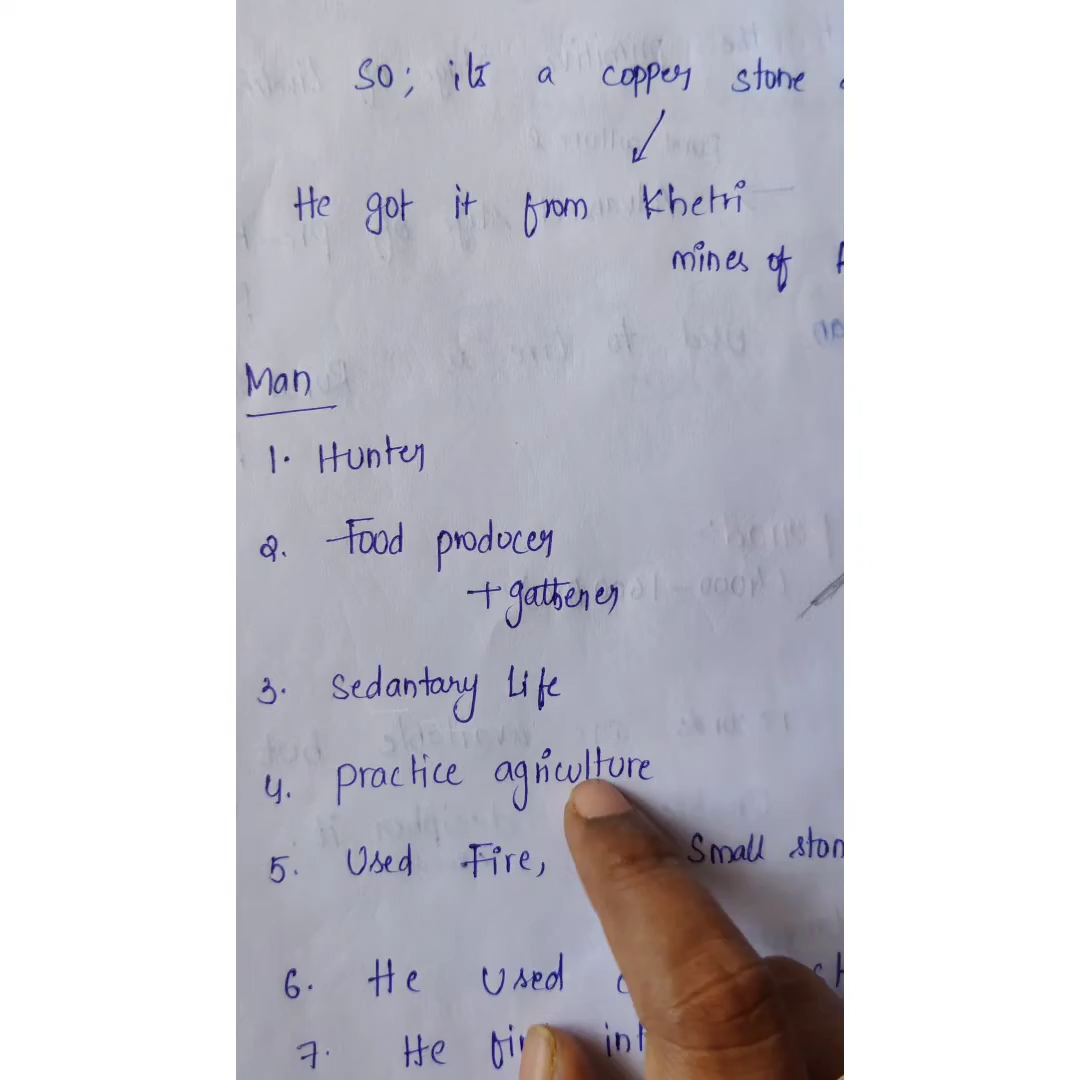 So; its a copper stone
He got it from Khetri
mines of
Man
1. Hunter
2. Food producer
+ gatherer
3. Sedantary Life
4. practice agriculture
5. Used Fire, Small ston
6. He Used
7. He